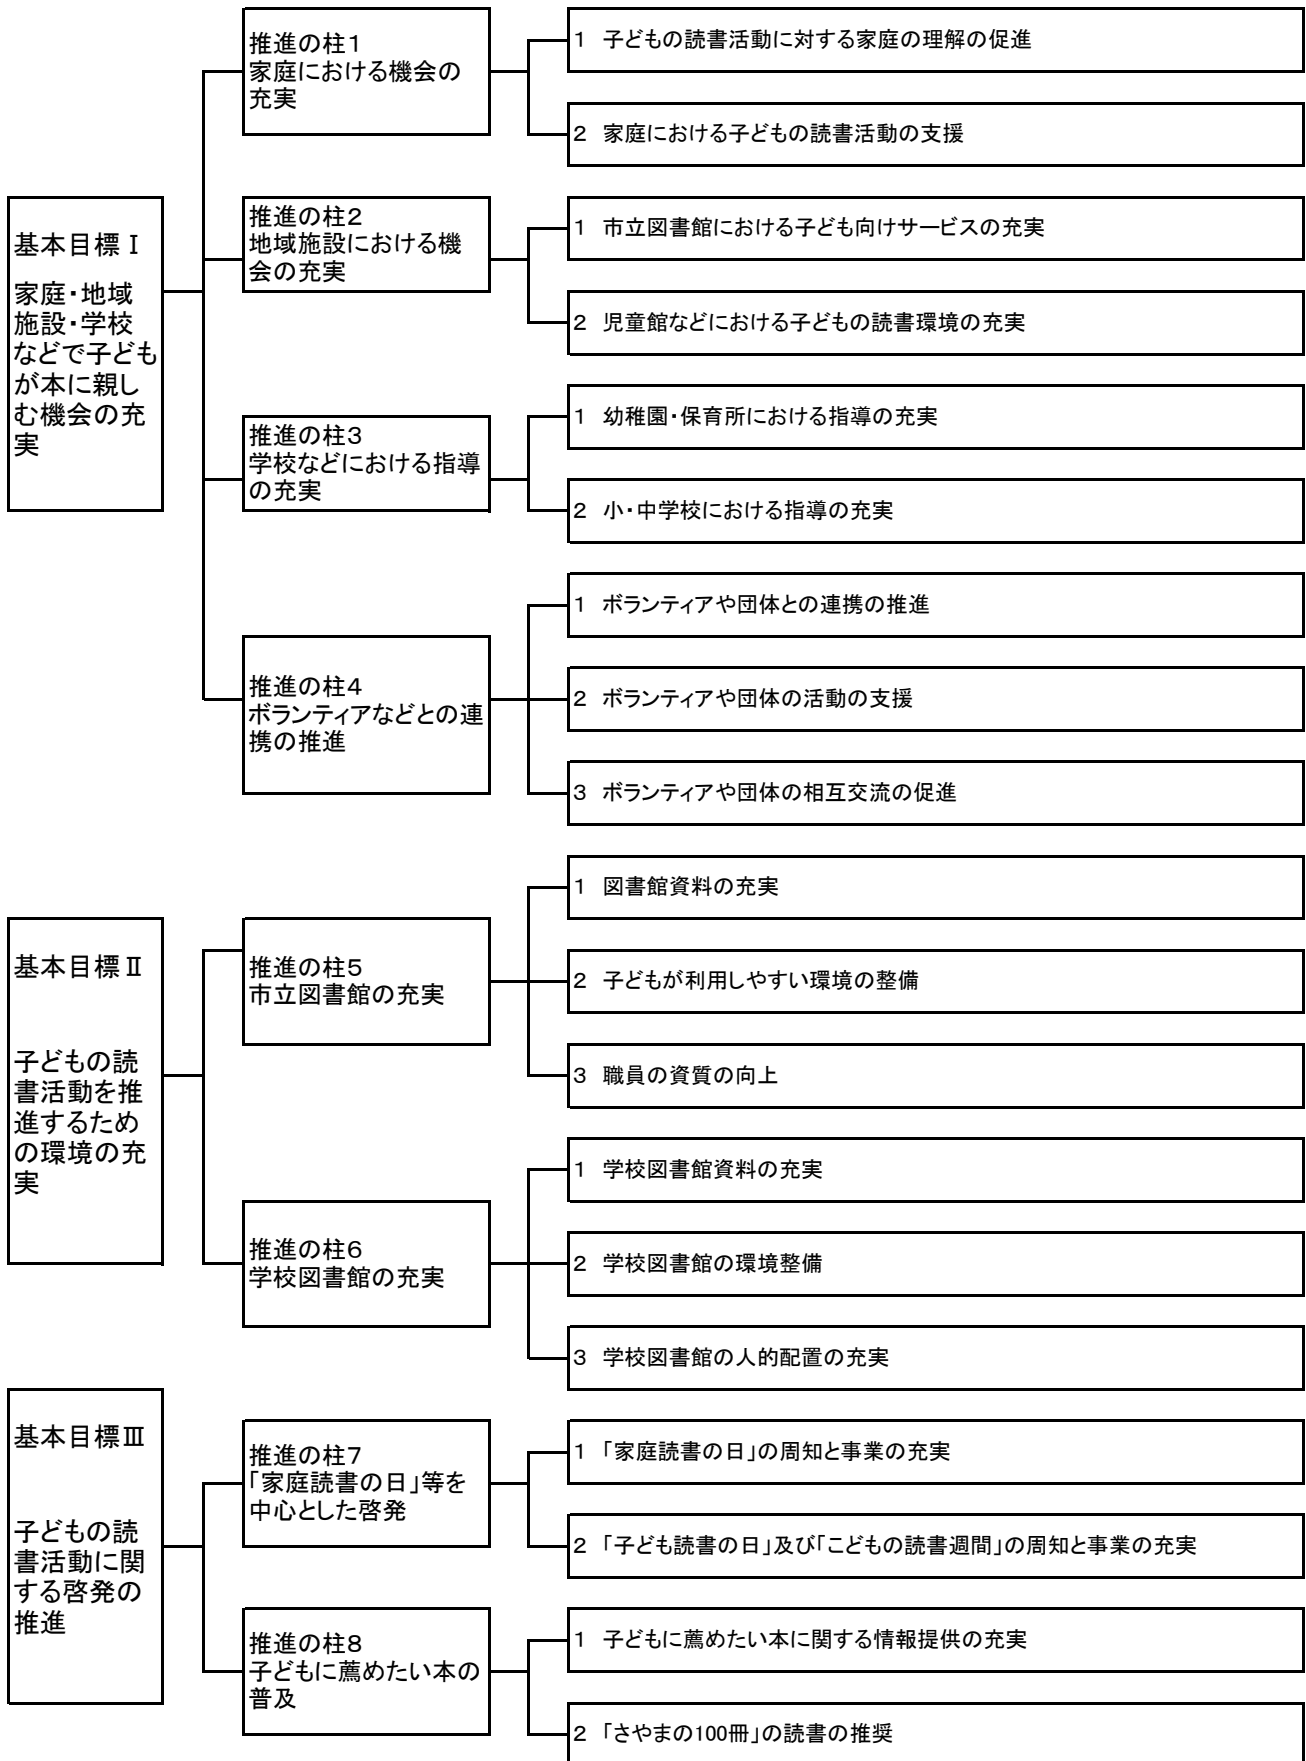 基本目標Ⅰ
家庭・地域
施設・学校
などで子ども
が本に親し
む機会の充
実
推進の柱1
家庭における機会の
充実
1 子どもの読書活動に対する家庭の理解の促進
2 家庭における子どもの読書活動の支援
推進の柱2
地域施設における機
会の充実
1 市立図書館における子ども向けサービスの充実
2 児童館などにおける子どもの読書環境の充実
推進の柱3
学校などにおける指導
の充実
1 幼稚園・保育所における指導の充実
2 小・中学校における指導の充実
推進の柱4
ボランティアなどとの連
携の推進
1 ボランティアや団体との連携の推進
2 ボランティアや団体の活動の支援
3 ボランティアや団体の相互交流の促進
基本目標Ⅱ
子どもの読
書活動を推
進するため
の環境の充
実
推進の柱5
市立図書館の充実
1 図書館資料の充実
2 子どもが利用しやすい環境の整備
3 職員の資質の向上
推進の柱6
学校図書館の充実
1 学校図書館資料の充実
2 学校図書館の環境整備
3 学校図書館の人的配置の充実
基本目標Ⅲ
子どもの読
書活動に関
する啓発の
推進
推進の柱7
「家庭読書の日」等を
中心とした啓発
1 「家庭読書の日」の周知と事業の充実
2 「子ども読書の日」及び「こどもの読書週間」の周知と事業の充実
推進の柱8
子どもに薦めたい本の
普及
1 子どもに薦めたい本に関する情報提供の充実
2 「さやまの100冊」の読書の推奨